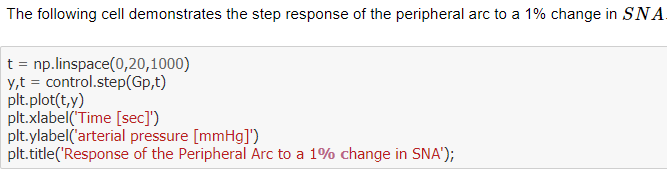 The following cell demonstrates the step response of the peripheral arc to a 1% change in SNA.
t = np.linspace(0,20,1000)
y,t = control.step(Gp,t)
plt.plot(t,y)
plt.xlabel('Time [sec]')
plt.ylabel('arterial pressure [mmHg]')
plt.title('Response of the Peripheral Arc to a 1% change in SNA');